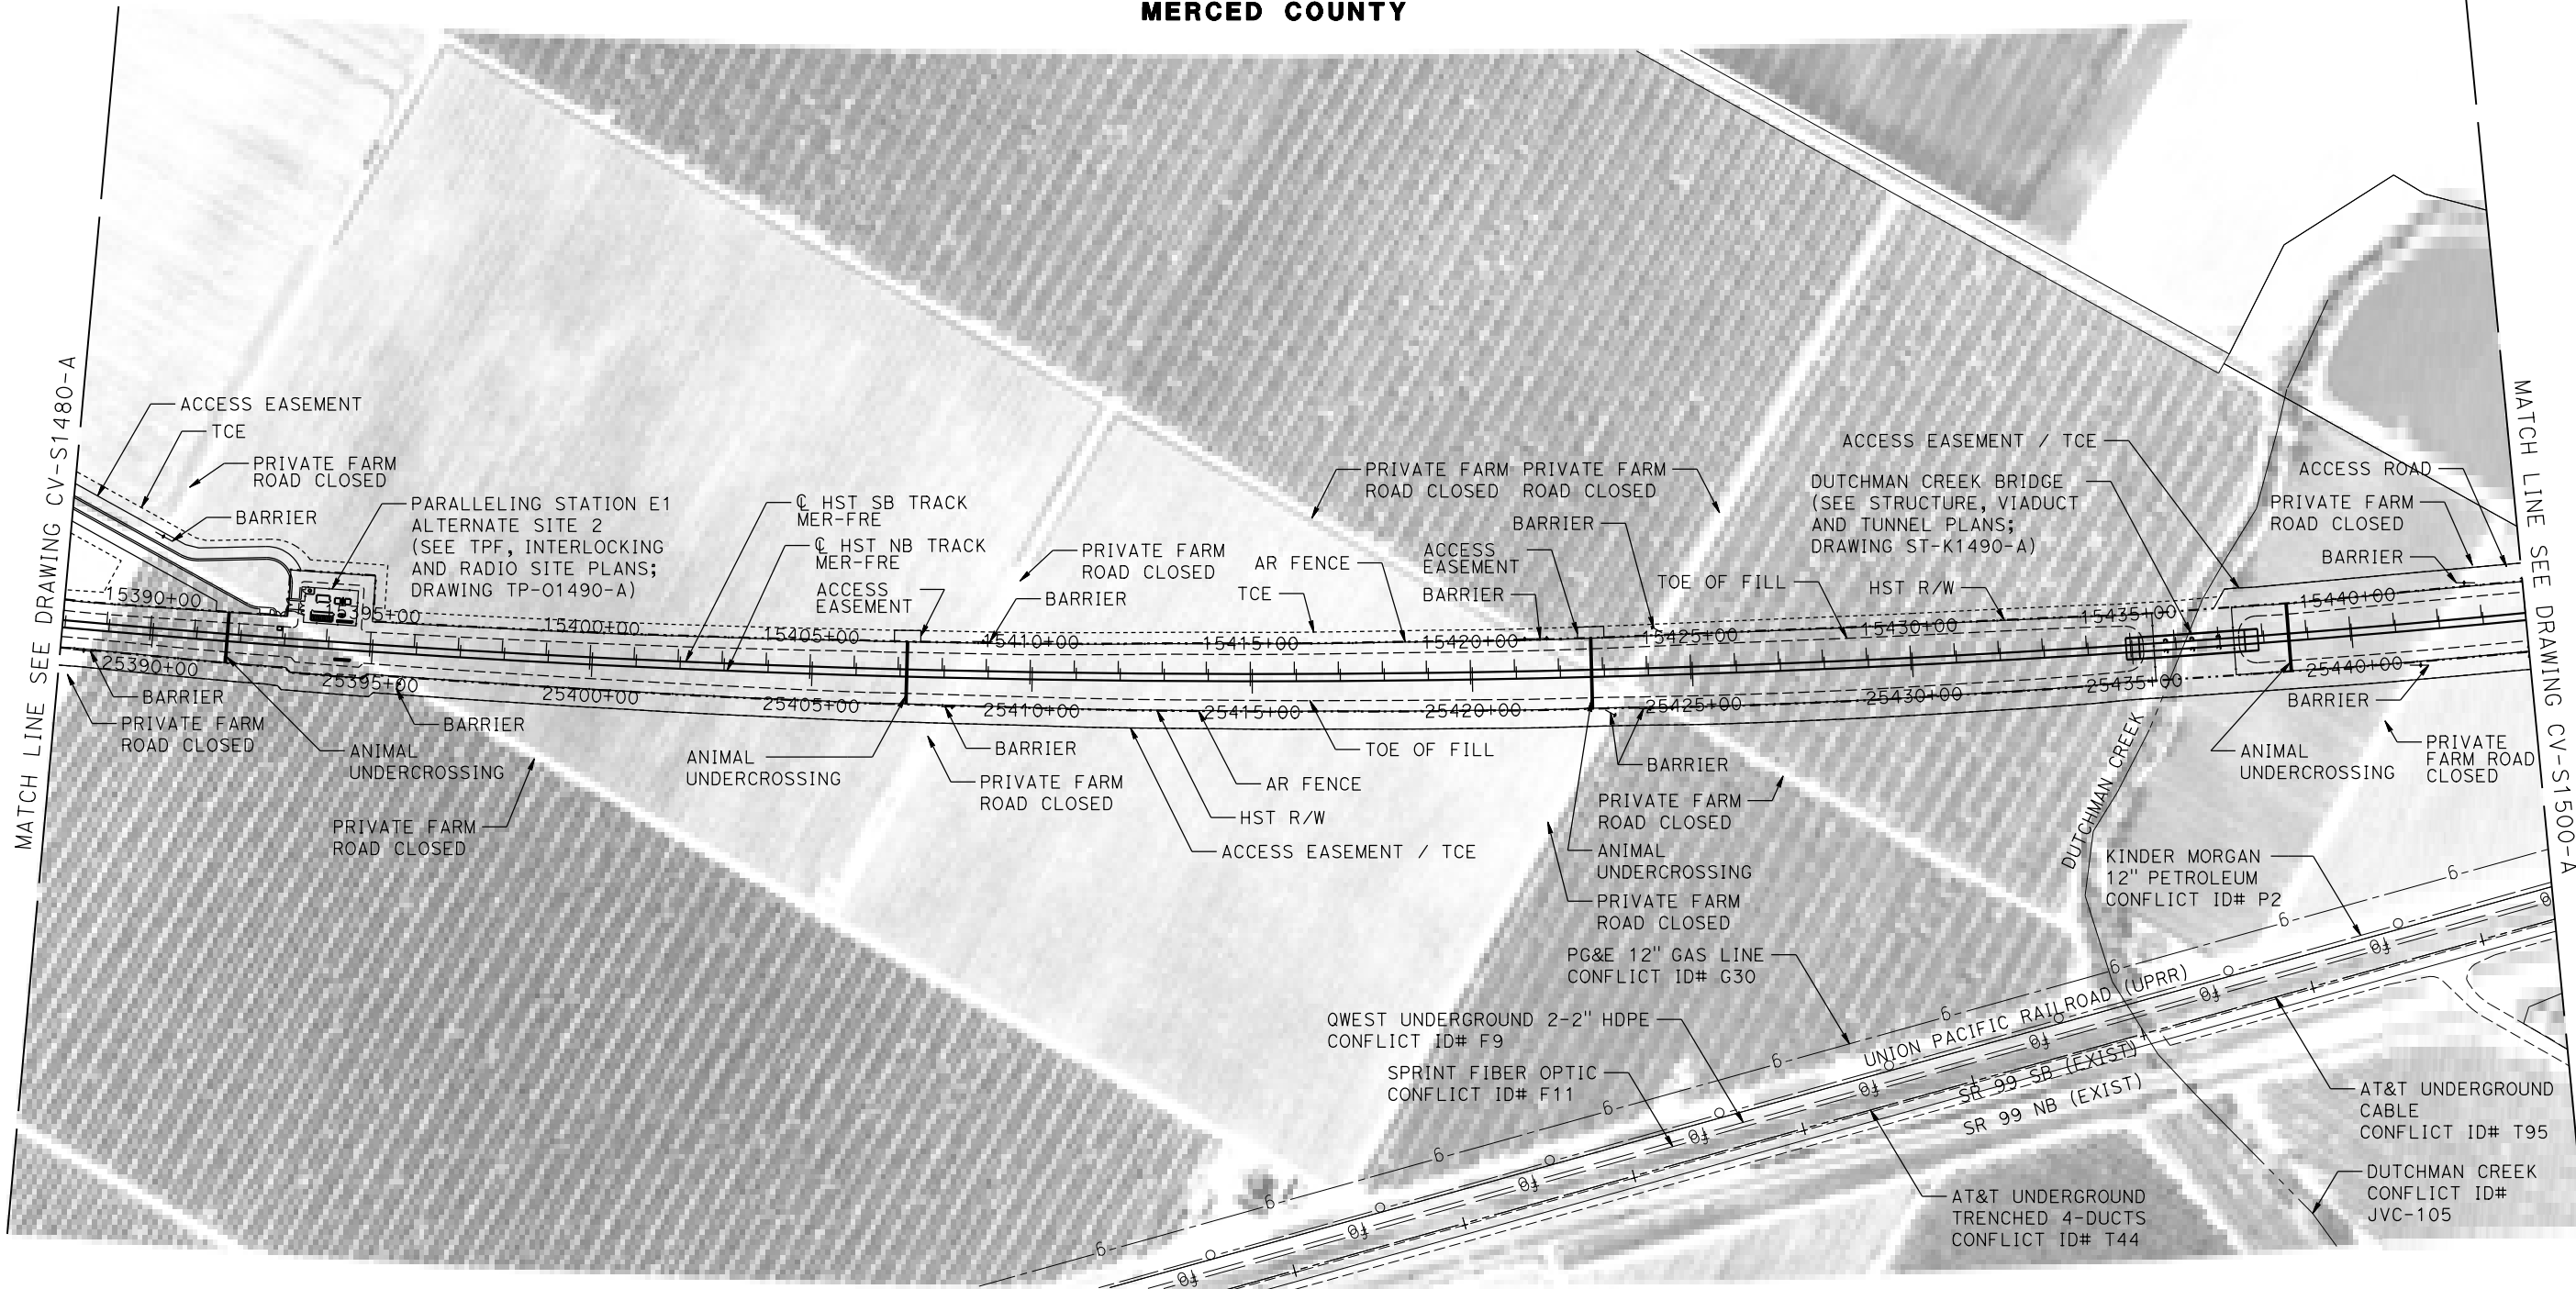 MERCED COUNTY
MATCH LINE SEE DRAWING CV-S1480-A
MATCH LINE SEE DRAWING CV-S1500-A
ACCESS EASEMENT
TCE
PRIVATE FARM
ROAD CLOSED
BARRIER
PARALLELING STATION E1
ALTERNATE SITE 2
(SEE TPF, INTERLOCKING
AND RADIO SITE PLANS;
DRAWING TP-O1490-A)
℄ HST SB TRACK
MER-FRE
℄ HST NB TRACK
MER-FRE
ACCESS
EASEMENT
PRIVATE FARM
ROAD CLOSED
BARRIER
AR FENCE
TCE
PRIVATE FARM
ROAD CLOSED
PRIVATE FARM
ROAD CLOSED
BARRIER
ACCESS
EASEMENT
BARRIER
TOE OF FILL
HST R/W
ACCESS EASEMENT / TCE
DUTCHMAN CREEK BRIDGE
(SEE STRUCTURE, VIADUCT
AND TUNNEL PLANS;
DRAWING ST-K1490-A)
ACCESS ROAD
PRIVATE FARM
ROAD CLOSED
BARRIER
15390+00
15395+00
15400+00
15405+00
15410+00
15415+00
15420+00
15425+00
15430+00
15435+00
15440+00
25390+00
25395+00
25400+00
25405+00
25410+00
25415+00
25420+00
25425+00
25430+00
25435+00
25440+00
BARRIER
PRIVATE FARM
ROAD CLOSED
ANIMAL
UNDERCROSSING
BARRIER
PRIVATE FARM
ROAD CLOSED
ANIMAL
UNDERCROSSING
BARRIER
PRIVATE FARM
ROAD CLOSED
TOE OF FILL
AR FENCE
HST R/W
ACCESS EASEMENT / TCE
BARRIER
PRIVATE FARM
ROAD CLOSED
ANIMAL
UNDERCROSSING
PRIVATE FARM
ROAD CLOSED
BARRIER
ANIMAL
UNDERCROSSING
PRIVATE
FARM ROAD
CLOSED
DUTCHMAN CREEK
KINDER MORGAN
12" PETROLEUM
CONFLICT ID# P2
PG&E 12" GAS LINE
CONFLICT ID# G30
QWEST UNDERGROUND 2-2" HDPE
CONFLICT ID# F9
SPRINT FIBER OPTIC
CONFLICT ID# F11
UNION PACIFIC RAILROAD (UPRR)
SR 99 SB (EXIST)
SR 99 NB (EXIST)
AT&T UNDERGROUND
CABLE
CONFLICT ID# T95
DUTCHMAN CREEK
CONFLICT ID#
JVC-105
AT&T UNDERGROUND
TRENCHED 4-DUCTS
CONFLICT ID# T44